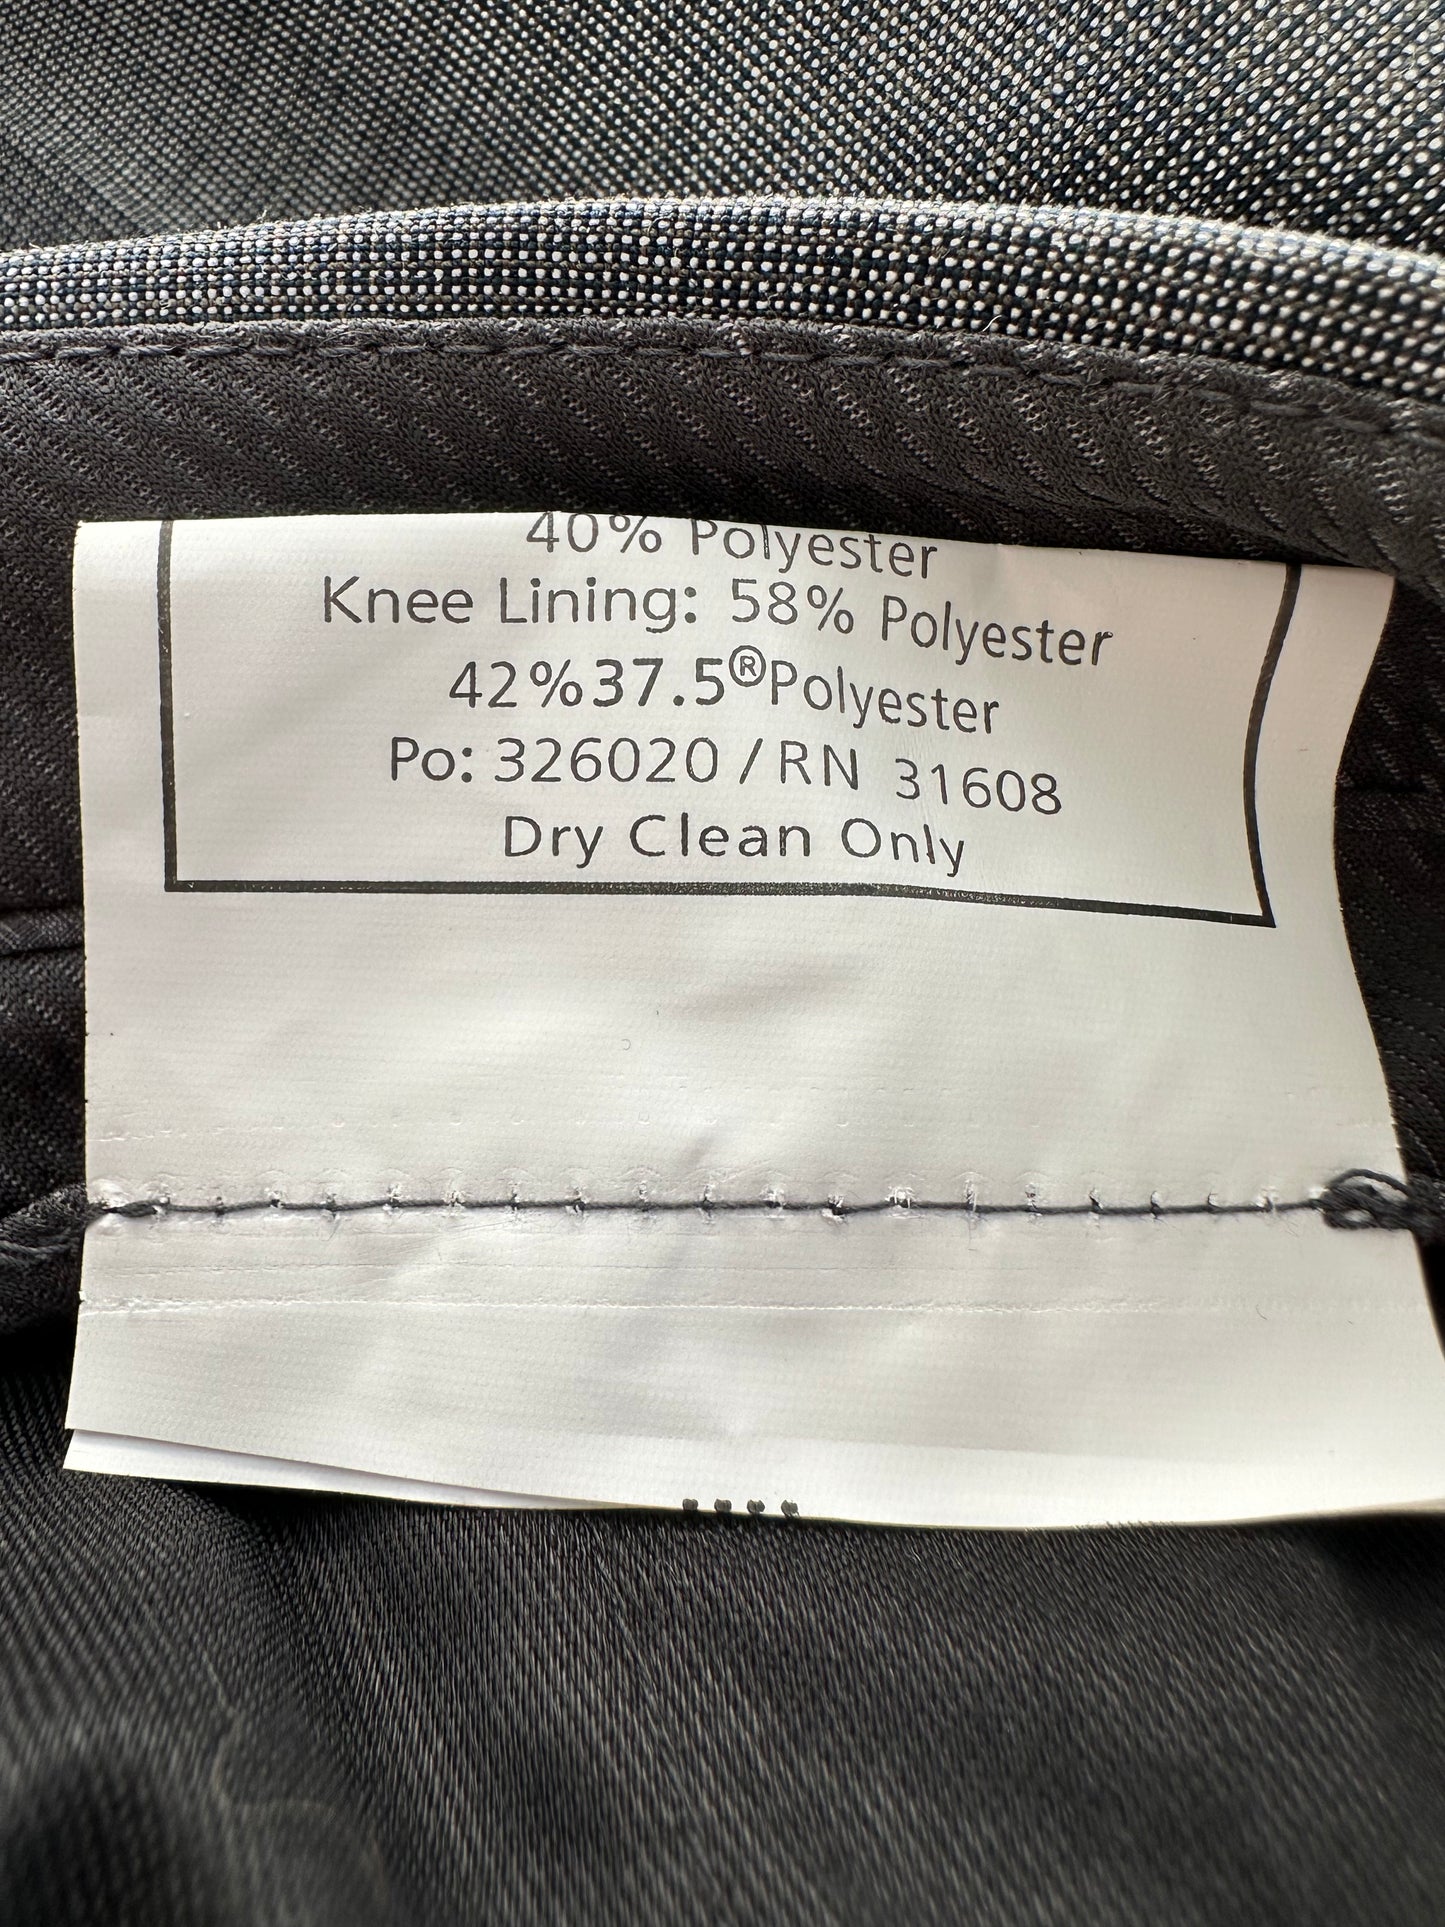 40% Polyester
Knee Lining: 58% Polyester
42%37.5®Polyester
Po: 326020 / RN 31608
Dry Clean Only